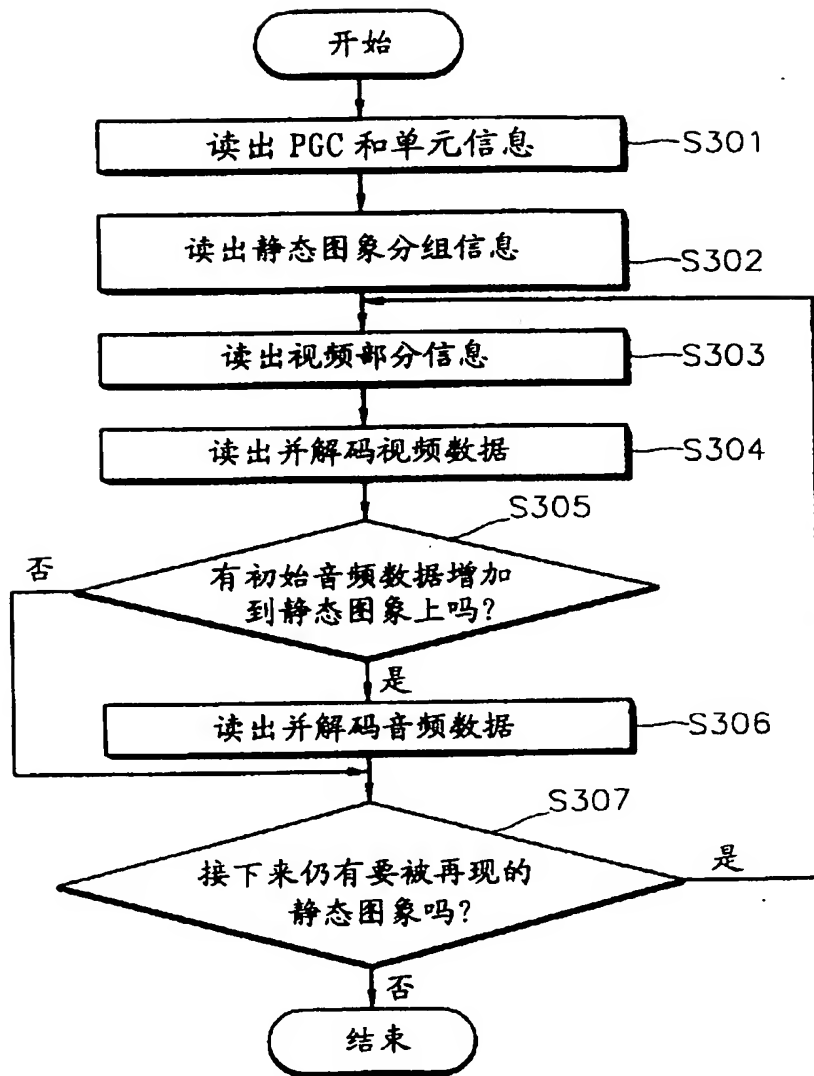 开始
读出 PGC 和单元信息
S301
读出静态图象分组信息
S302
读出视频部分信息
S303
读出并解码视频数据
S304
S305
否
有初始音频数据增加
到静态图象上吗?
是
读出并解码音频数据
S306
S307
接下来仍有要被再现的
静态图象吗?
是
否
结束